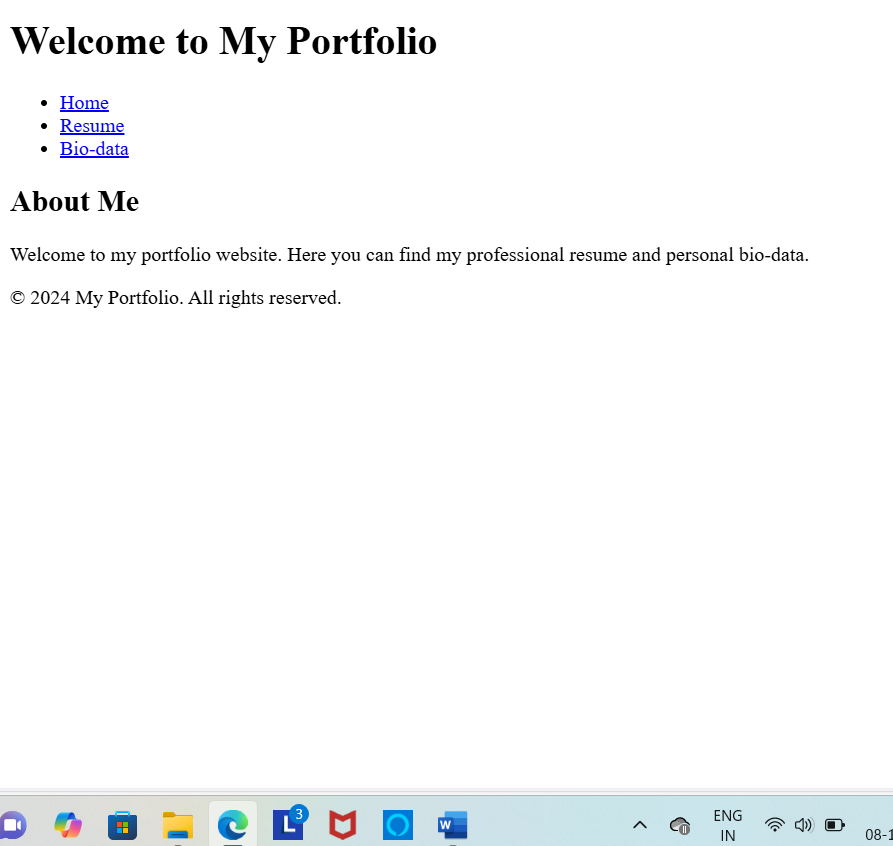 Welcome to My Portfolio
Home
Resume
Bio-data
About Me
Welcome to my portfolio website. Here you can find my professional resume and personal bio-data.
© 2024 My Portfolio. All rights reserved.
L 3
W
ENG
IN
08-1